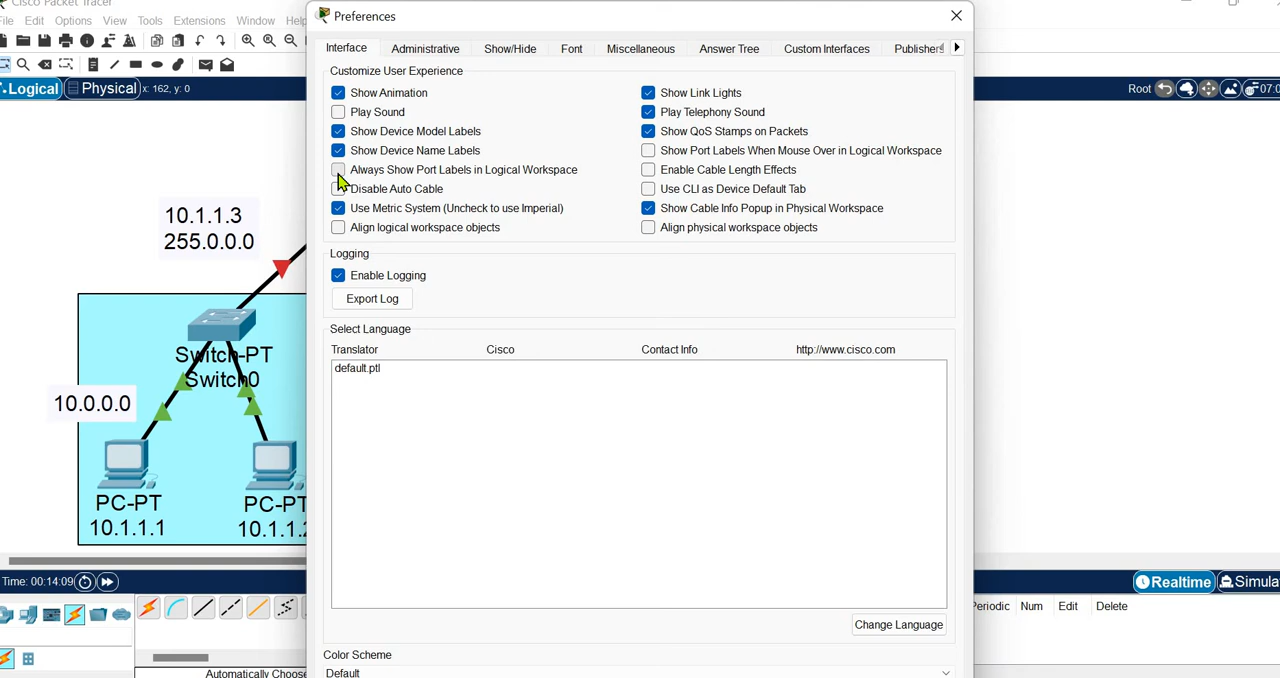 Cisco Packet Tracer
File Edit Options View Tools Extensions Window Help
Logical Physical x: 162, y: 0
Root 07:0
10.1.1.3
255.0.0.0
Switch-PT
Switch0
10.0.0.0
PC-PT
10.1.1.1
PC-PT
10.1.1.2
Time: 00:14:09
Realtime Simula
Periodic Num Edit Delete
Automatically Choose
Preferences
Interface Administrative Show/Hide Font Miscellaneous Answer Tree Custom Interfaces Publishers
Customize User Experience
Show Animation
Show Link Lights
Play Sound
Play Telephony Sound
Show Device Model Labels
Show QoS Stamps on Packets
Show Device Name Labels
Show Port Labels When Mouse Over in Logical Workspace
Always Show Port Labels in Logical Workspace
Enable Cable Length Effects
Disable Auto Cable
Use CLI as Device Default Tab
Use Metric System (Uncheck to use Imperial)
Show Cable Info Popup in Physical Workspace
Align logical workspace objects
Align physical workspace objects
Logging
Enable Logging
Export Log
Select Language
Translator Cisco Contact Info http://www.cisco.com
default.ptl
Change Language
Color Scheme
Default